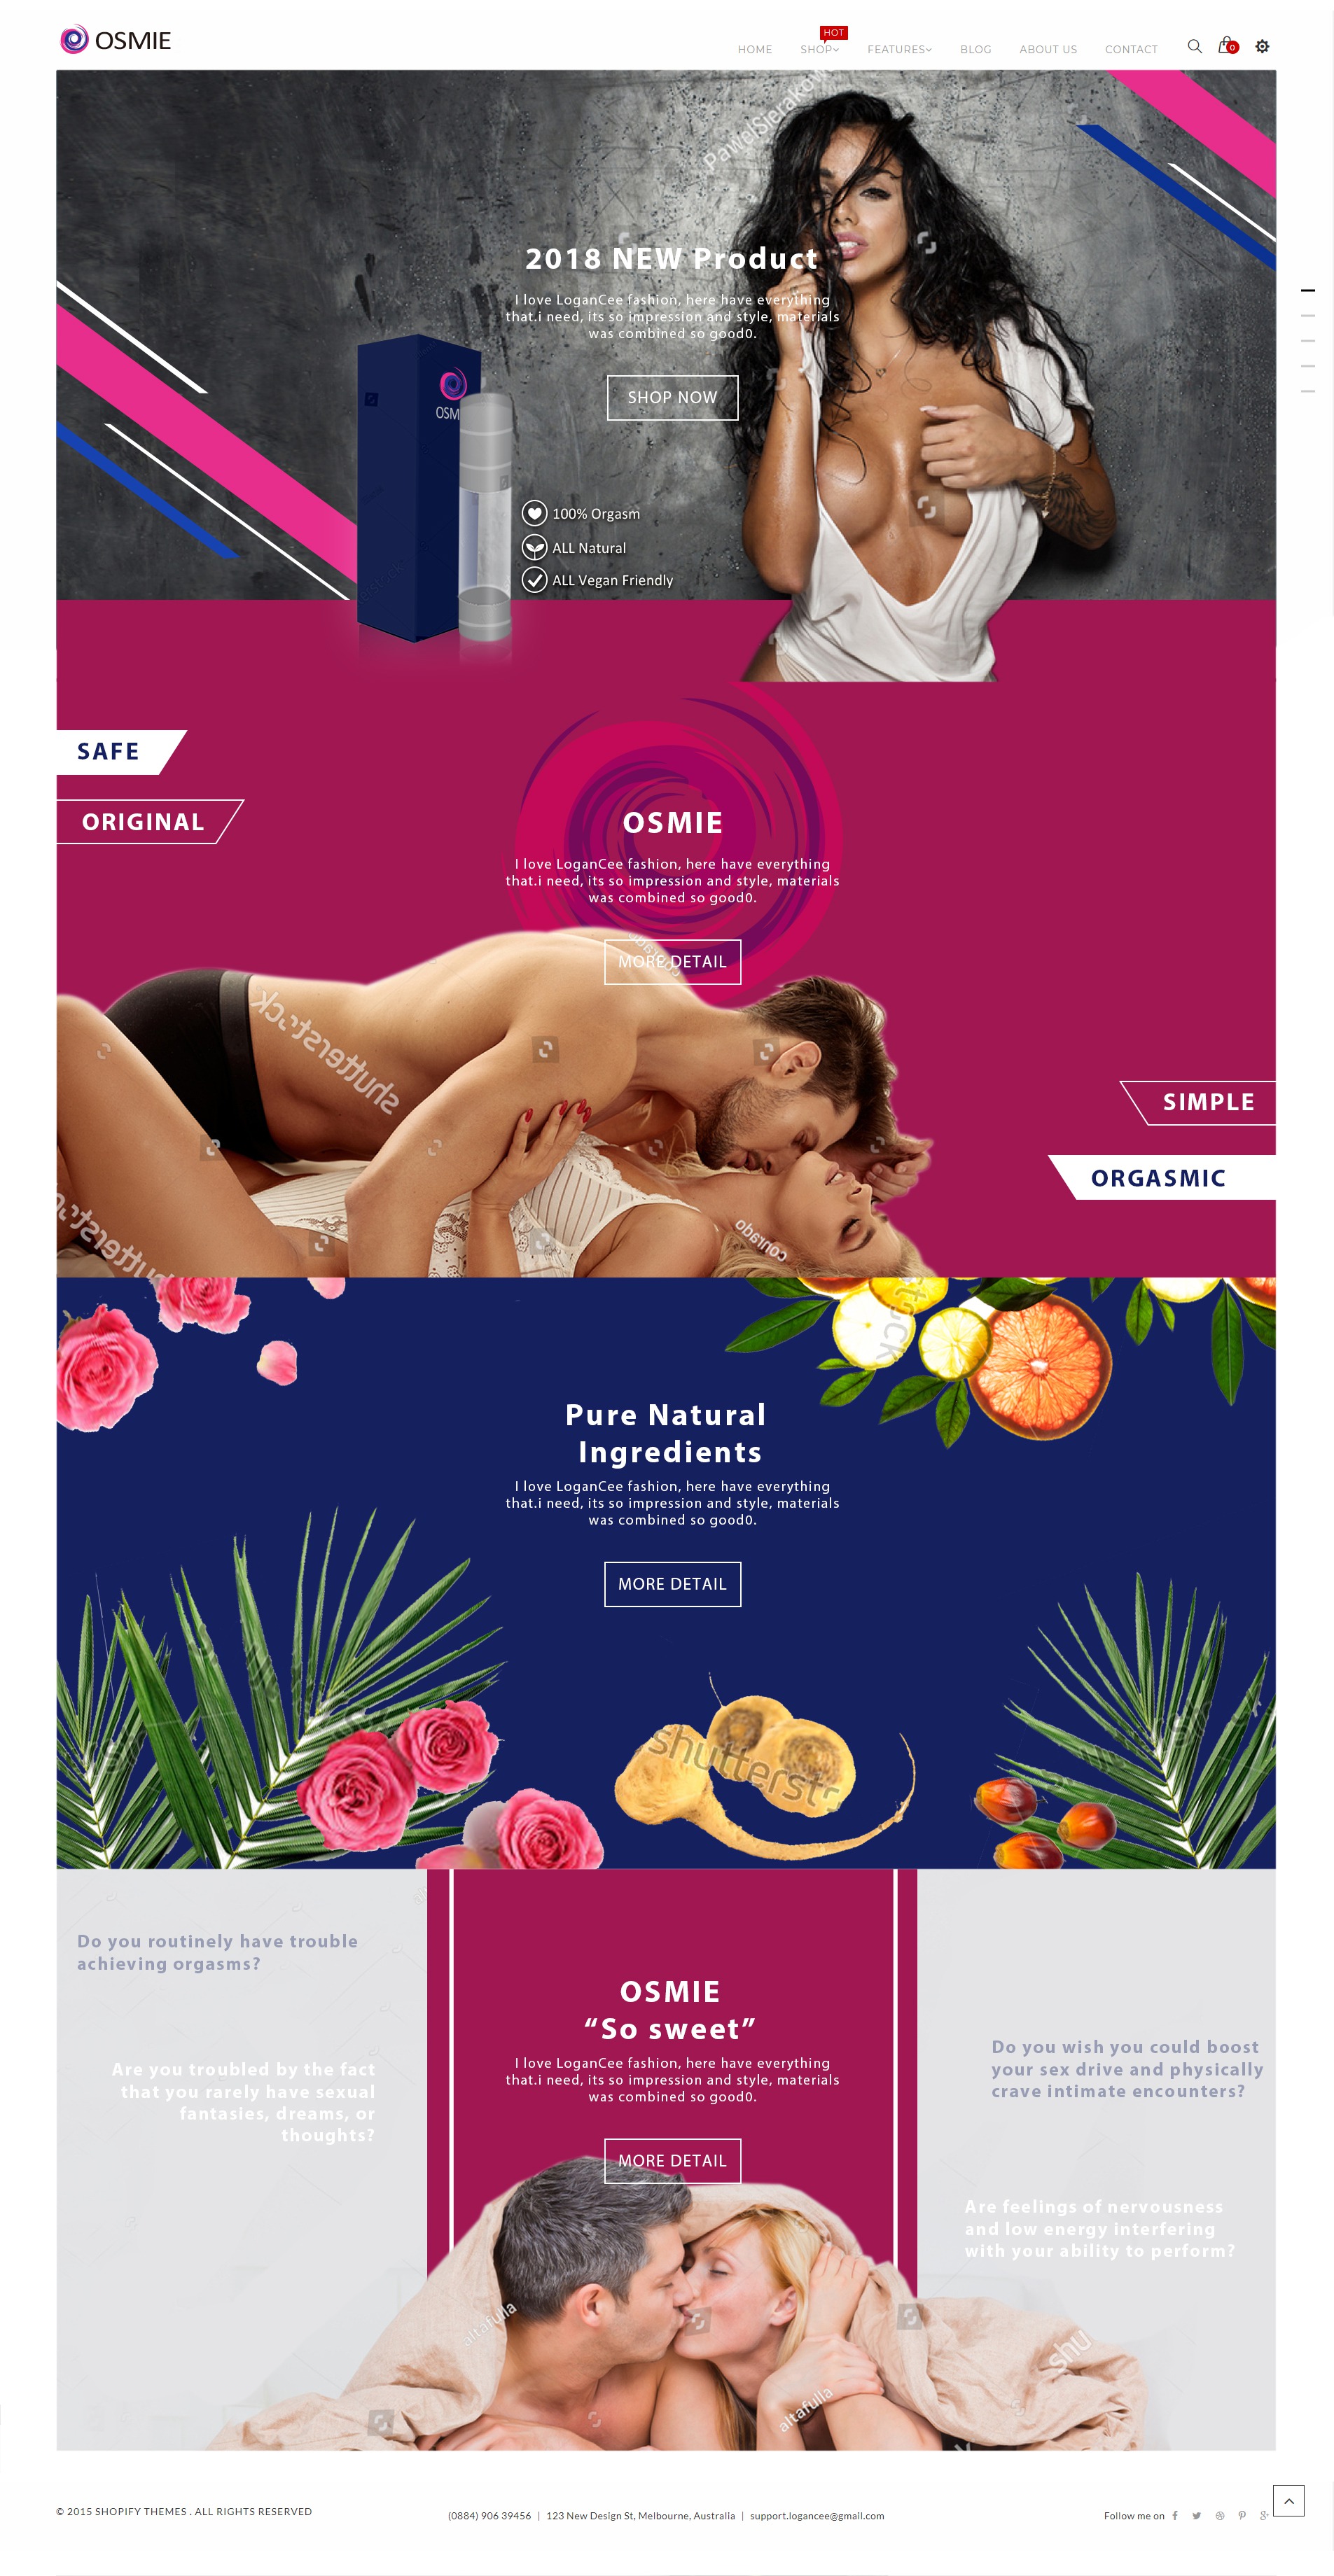 OSMIE
HOT
HOME SHOP FEATURES BLOG ABOUT US CONTACT
0
PawelSierakow
2018 NEW Product
I love LoganCee fashion, here have everything
that.i need, its so impression and style, materials
was combined so good0.
SHOP NOW
OSM
100% Orgasm
ALL Natural
ALL Vegan Friendly
SAFE
ORIGINAL
OSMIE
I love LoganCee fashion, here have everything
that.i need, its so impression and style, materials
was combined so good0.
MORE DETAIL
SIMPLE
ORGASMIC
conrado
Pure Natural
Ingredients
I love LoganCee fashion, here have everything
that.i need, its so impression and style, materials
was combined so good0.
MORE DETAIL
shutterst
Do you routinely have trouble
achieving orgasms?
Are you troubled by the fact
that you rarely have sexual
fantasies, dreams, or
thoughts?
OSMIE
“So sweet”
I love LoganCee fashion, here have everything
that.i need, its so impression and style, materials
was combined so good0.
MORE DETAIL
Do you wish you could boost
your sex drive and physically
crave intimate encounters?
Are feelings of nervousness
and low energy interfering
with your ability to perform?
altafulla
shu
altafulla
© 2015 SHOPIFY THEMES . ALL RIGHTS RESERVED
(0884) 906 39456 | 123 New Design St, Melbourne, Australia | support.logancee@gmail.com
Follow me on